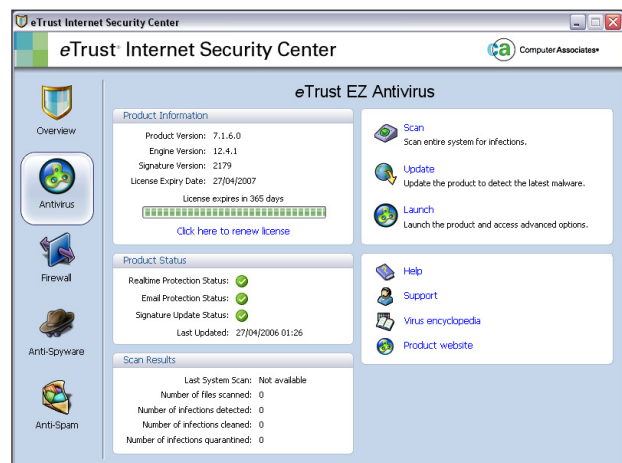 eTrust Internet Security Center
eTrust Internet Security Center
ca Computer Associates
eTrust EZ Antivirus
Overview
Antivirus
Firewall
Anti-Spyware
Anti-Spam
Product Information
Product Version: 7.1.6.0
Engine Version: 12.4.1
Signature Version: 2179
License Expiry Date: 27/04/2007
License expires in 365 days
Click here to renew license
Product Status
Realtime Protection Status:
Email Protection Status:
Signature Update Status:
Last Updated: 27/04/2006 01:26
Scan Results
Last System Scan: Not available
Number of files scanned: 0
Number of infections detected: 0
Number of infections cleaned: 0
Number of infections quarantined: 0
Scan
Scan entire system for infections.
Update
Update the product to detect the latest malware.
Launch
Launch the product and access advanced options.
Help
Support
Virus encyclopedia
Product website